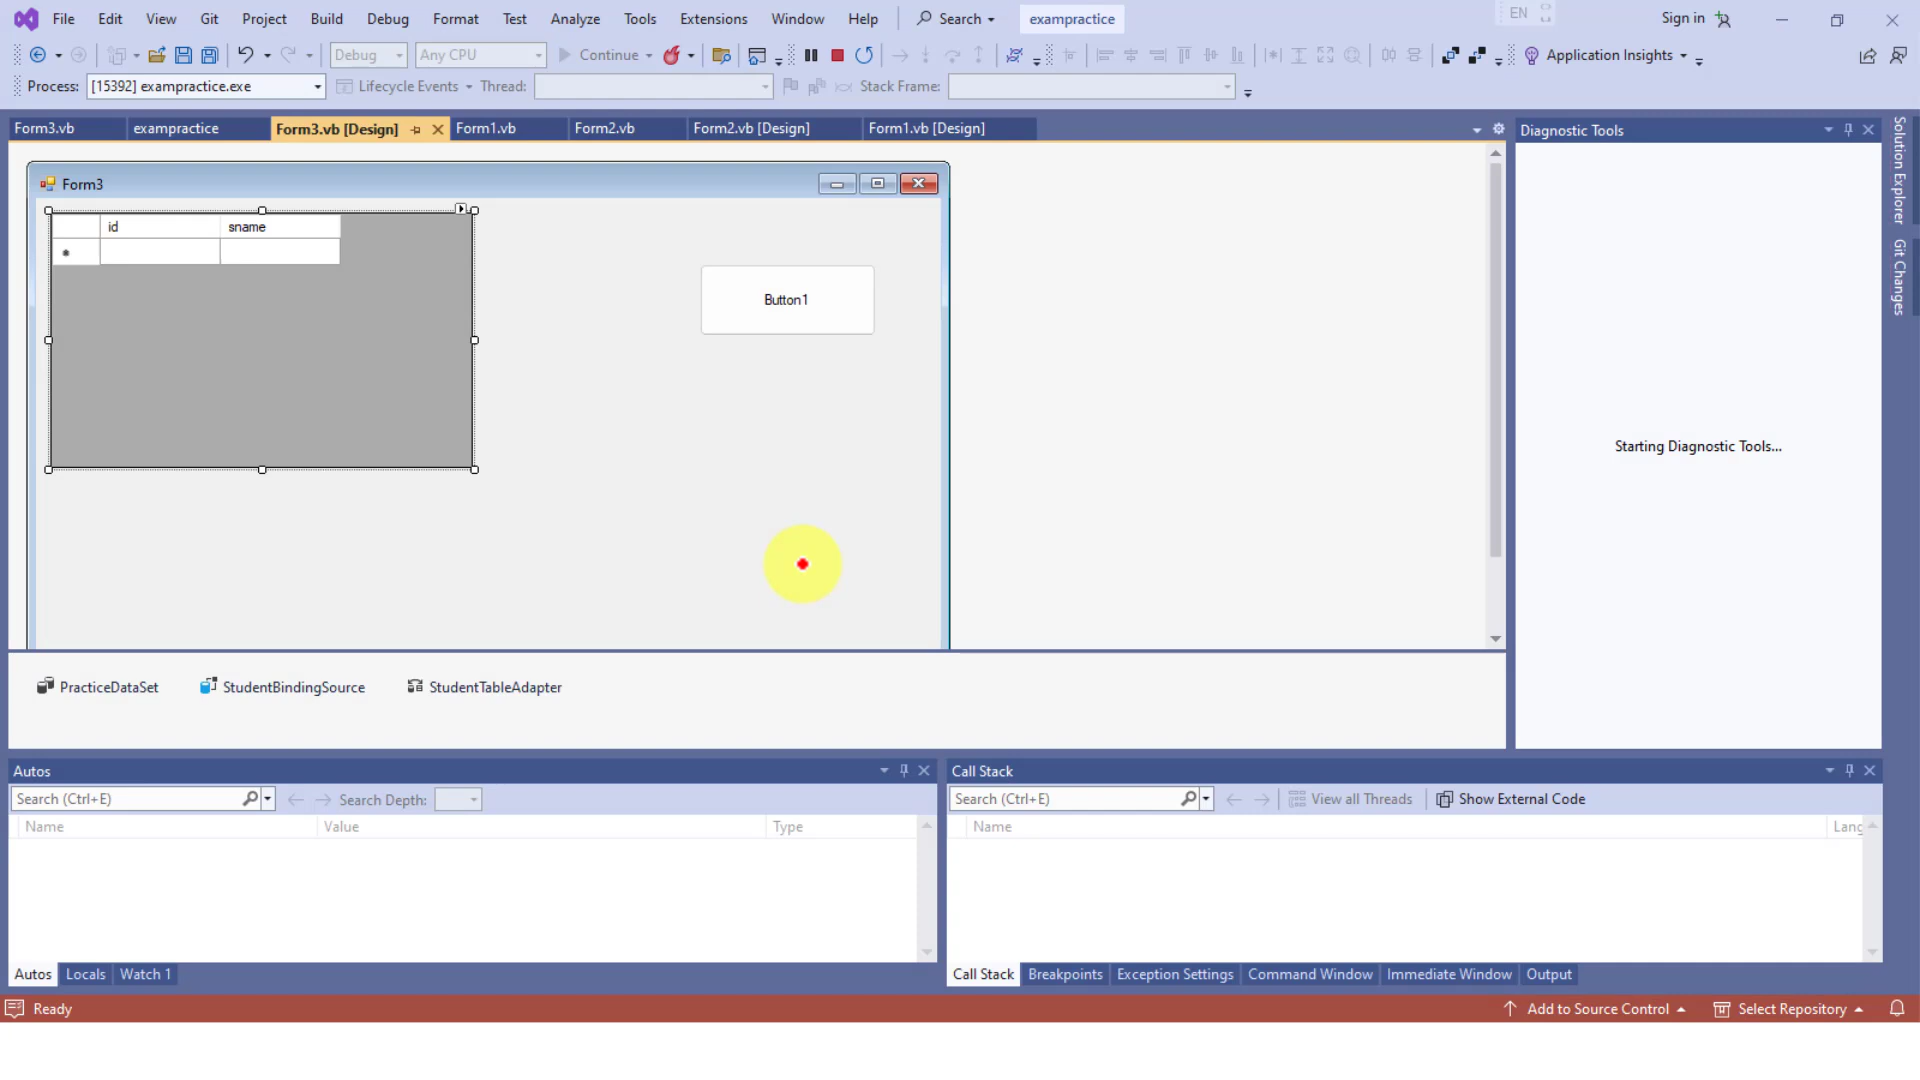 File Edit View Git Project Build Debug Format Test Analyze Tools Extensions Window Help Search exampractice EN Sign in
Debug Any CPU Continue Application Insights
Process: [15392] exampractice.exe Lifecycle Events Thread: Stack Frame:
Form3.vb exampractice Form3.vb [Design] Form1.vb Form2.vb Form2.vb [Design] Form1.vb [Design]
Diagnostic Tools
Solution Explorer
Git Changes
Form3
id sname
Button1
Starting Diagnostic Tools...
PracticeDataSet StudentBindingSource StudentTableAdapter
Autos
Search (Ctrl+E) Search Depth:
Name Value Type
Autos Locals Watch 1
Call Stack
Search (Ctrl+E) View all Threads Show External Code
Name Lang
Call Stack Breakpoints Exception Settings Command Window Immediate Window Output
Ready Add to Source Control Select Repository